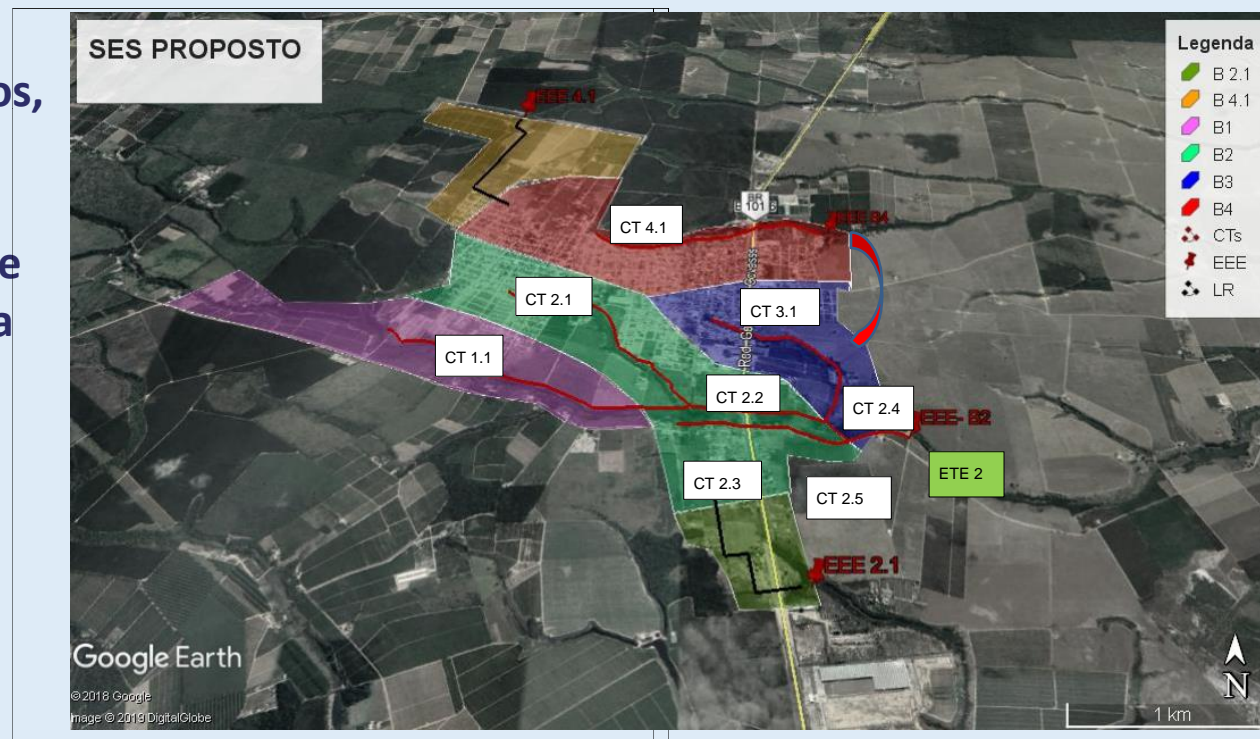 os,
e
a
SES PROPOSTO
EEE 4.1
BR
101
CT 4.1
EEE B4
CT 2.1
CT 3.1
CT 1.1
CT 2.2
CT 2.4
EEE- B2
ETE 2
CT 2.3
CT 2.5
EEE 2.1
Legenda
B 2.1
B 4.1
B1
B2
B3
B4
CTs
EEE
LR
Google Earth
© 2018 Google
Image © 2019 DigitalGlobe
N
1 km